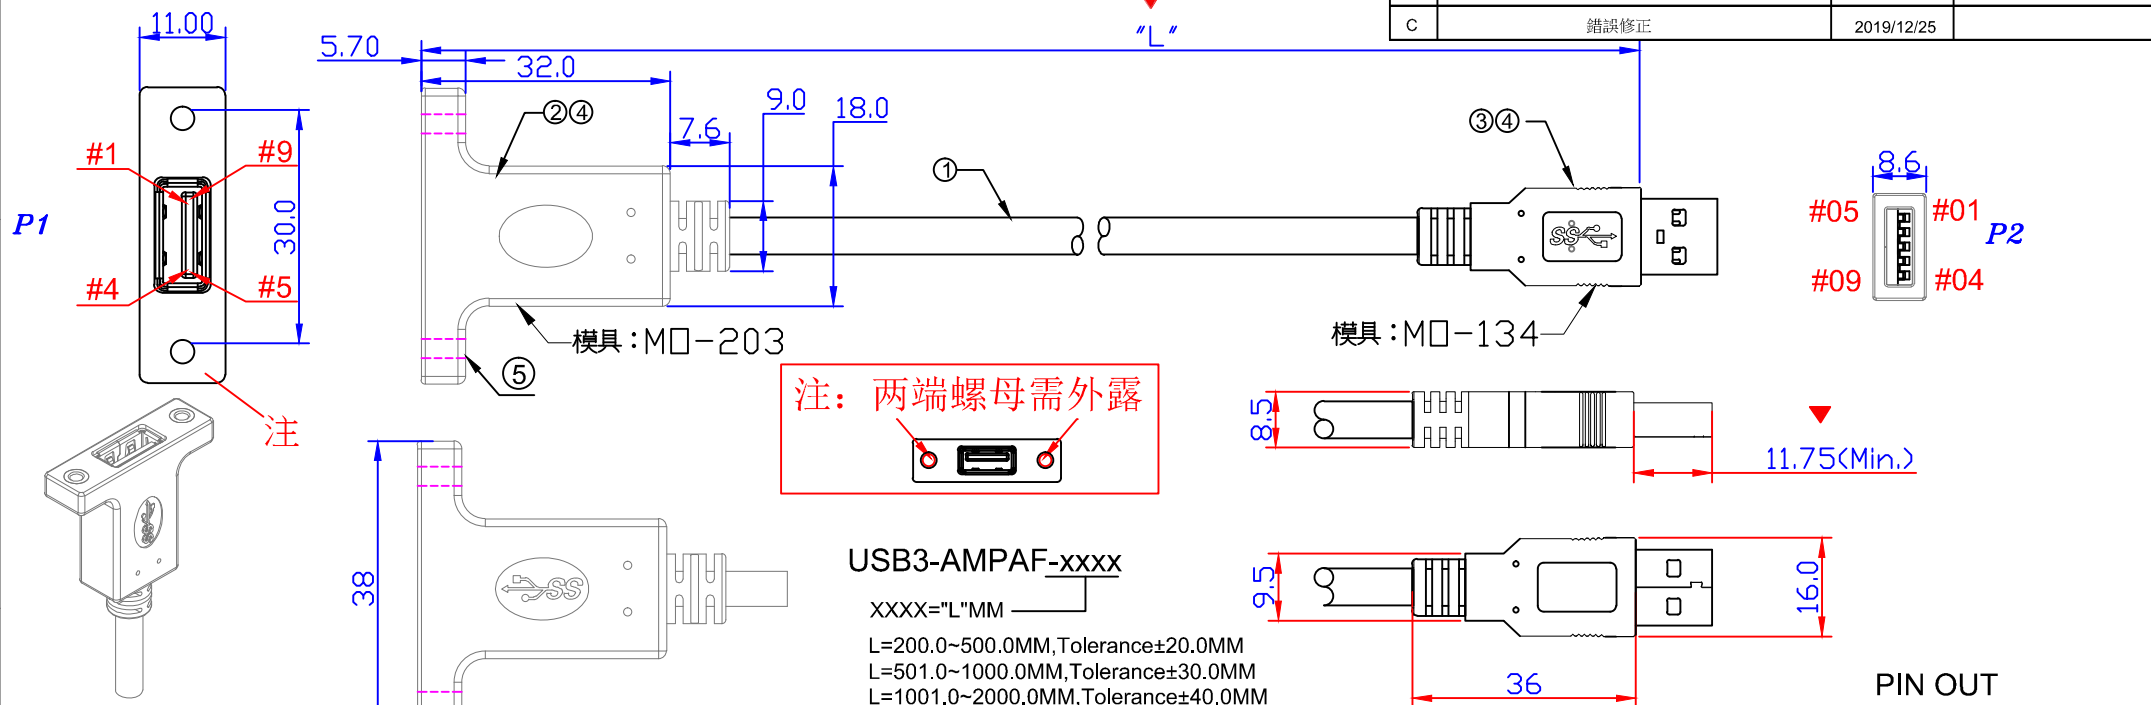 C 錯誤修正 2019/12/25
11.00
5.70
"L"
32.0
9.0
18.0
7.6
②④
③④
①
8.6
#1
#9
30.0
P1
#4
#5
#05
#01
P2
#09
#04
模具：MO-203
模具：MO-134
⑤
注
注：两端螺母需外露
8.5
11.75(Min.)
38
USB3-AMPAF-xxxx
XXXX="L"MM
L=200.0~500.0MM,Tolerance±20.0MM
L=501.0~1000.0MM,Tolerance±30.0MM
L=1001.0~2000.0MM,Tolerance±40.0MM
SS
SS
9.5
16.0
36
PIN OUT